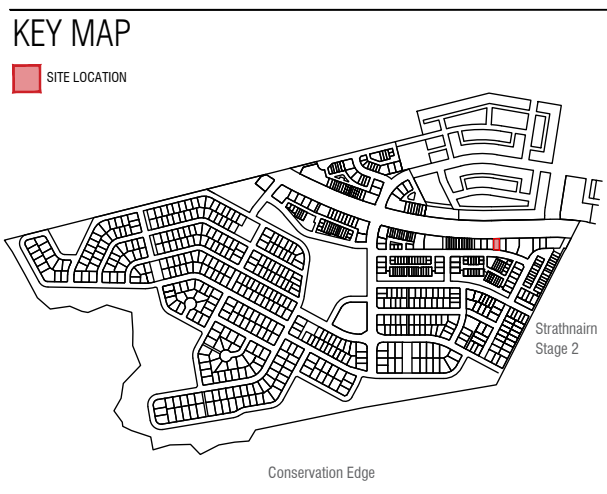 KEY MAP
SITE LOCATION
Strathnairn
Stage 2
Conservation Edge